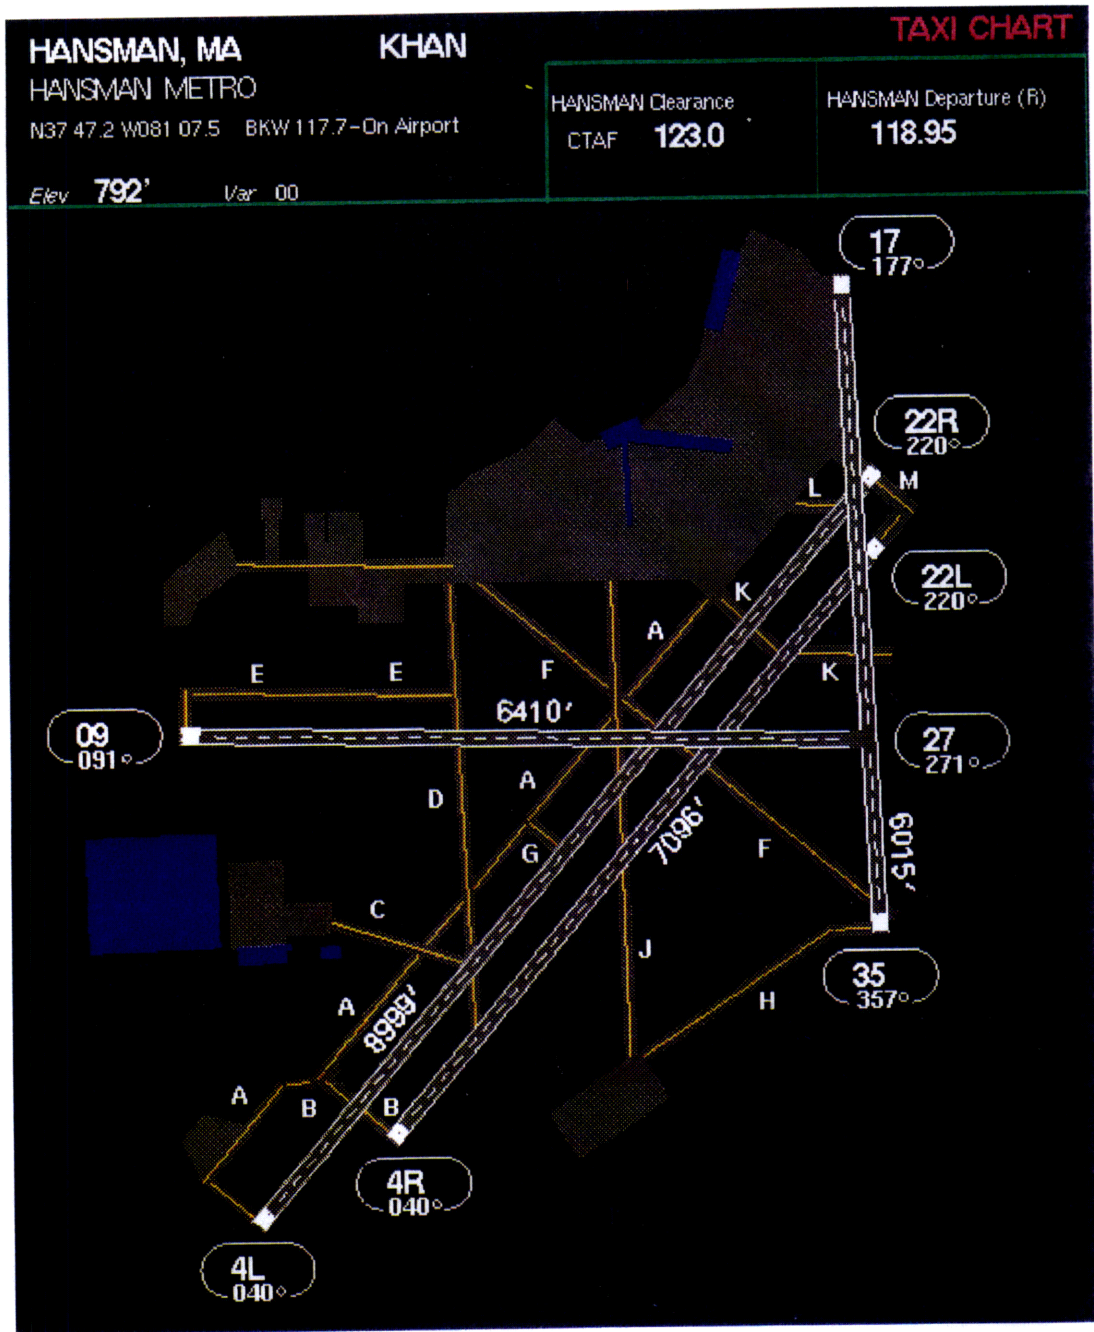 TAXI CHART
HANSMAN, MA KHAN
HANSMAN METRO
N37 47.2 W081 07.5 BKW 117.7-On Airport
Elev 792' Var 00
HANSMAN Clearance
CTAF 123.0
HANSMAN Departure (R)
118.95
17
177°
22R
220°
M
L
22L
220°
K
A
K
F
E E
6410'
09
091°
27
271°
A
D
7096'
6015'
G
F
C
J
35
357°
A
8999'
H
A
B
B
4R
040°
4L
040°